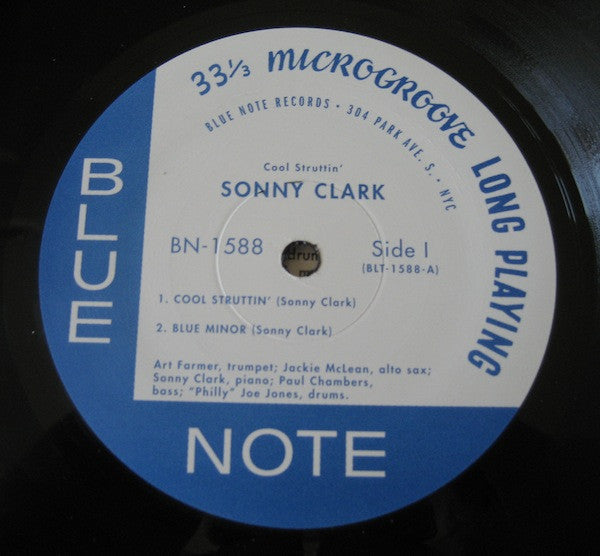 33⅓ MICROGROOVE LONG PLAYING
BLUE NOTE RECORDS • 304 PARK AVE. S. • NYC
Cool Struttin'
SONNY CLARK
BN-1588
Side I
(BLT-1588-A)
drun
1. COOL STRUTTIN' (Sonny Clark)
2. BLUE MINOR (Sonny Clark)
Art Farmer, trumpet; Jackie McLean, alto sax;
Sonny Clark, piano; Paul Chambers,
bass; "Philly" Joe Jones, drums.
BLUE
NOTE